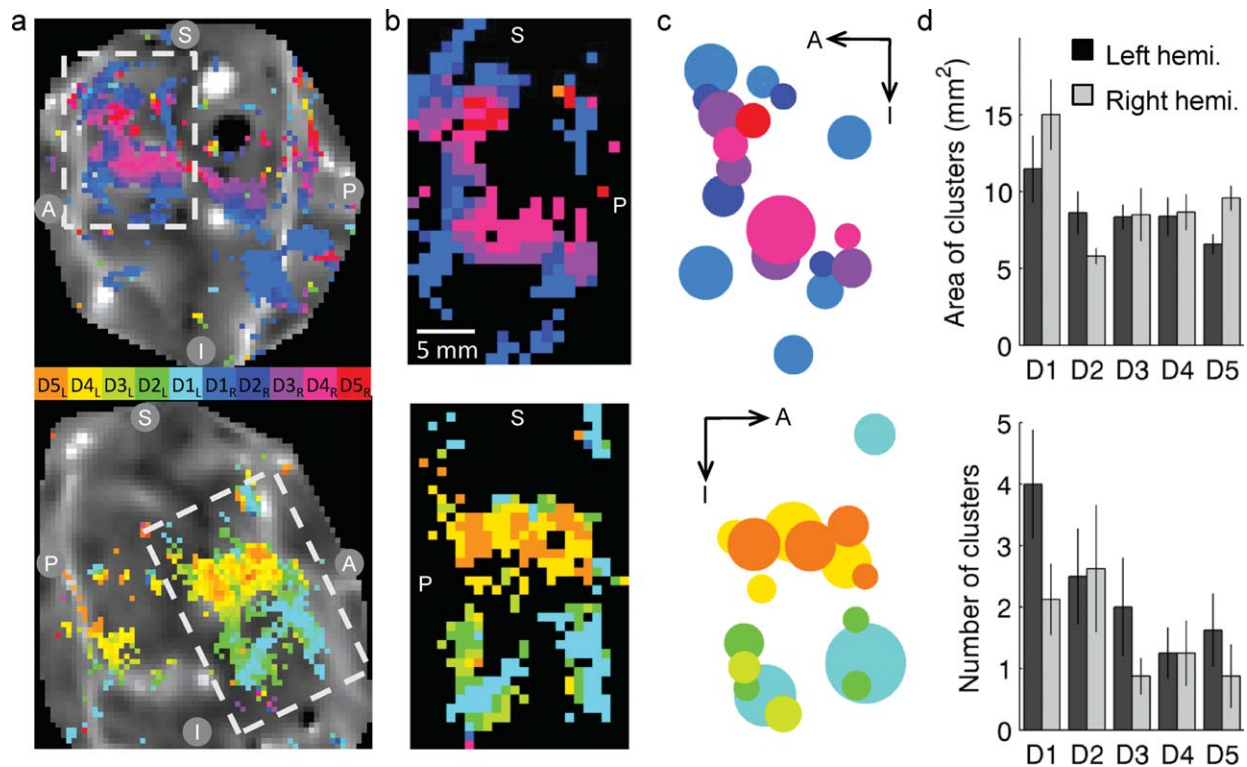 a
S
A
P
I
D5L D4L D3L D2L D1L D1R D2R D3R D4R D5R
S
P
A
I
b
S
P
5 mm
S
P
c
A
I
A
I
d
Left hemi.
Right hemi.
Area of clusters (mm²)
15
10
5
0
D1 D2 D3 D4 D5
Number of clusters
5
4
3
2
1
0
D1 D2 D3 D4 D5